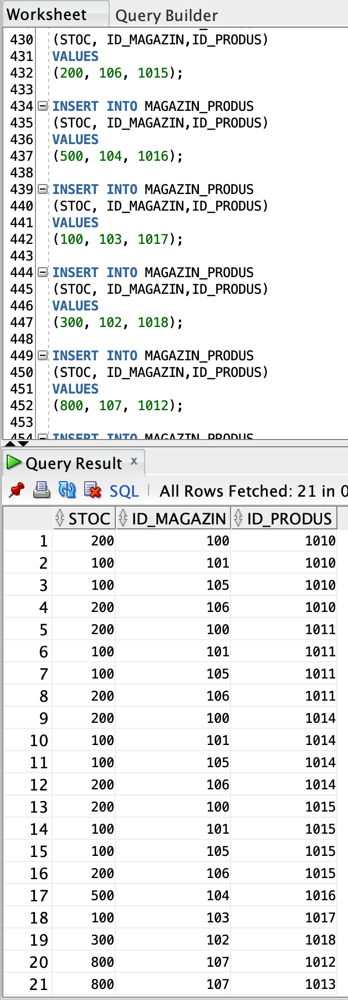 Worksheet Query Builder
430 (STOC, ID_MAGAZIN,ID_PRODUS)
431 VALUES
432 (200, 106, 1015);
433
434 INSERT INTO MAGAZIN_PRODUS
435 (STOC, ID_MAGAZIN,ID_PRODUS)
436 VALUES
437 (500, 104, 1016);
438
439 INSERT INTO MAGAZIN_PRODUS
440 (STOC, ID_MAGAZIN,ID_PRODUS)
441 VALUES
442 (100, 103, 1017);
443
444 INSERT INTO MAGAZIN_PRODUS
445 (STOC, ID_MAGAZIN,ID_PRODUS)
446 VALUES
447 (300, 102, 1018);
448
449 INSERT INTO MAGAZIN_PRODUS
450 (STOC, ID_MAGAZIN,ID_PRODUS)
451 VALUES
452 (800, 107, 1012);
453
454 INSERT INTO MAGAZIN_PRODUS
Query Result x
SQL | All Rows Fetched: 21 in 0
STOC ID_MAGAZIN ID_PRODUS
1 200 100 1010
2 100 101 1010
3 100 105 1010
4 200 106 1010
5 200 100 1011
6 100 101 1011
7 100 105 1011
8 200 106 1011
9 200 100 1014
10 100 101 1014
11 100 105 1014
12 200 106 1014
13 200 100 1015
14 100 101 1015
15 100 105 1015
16 200 106 1015
17 500 104 1016
18 100 103 1017
19 300 102 1018
20 800 107 1012
21 800 107 1013